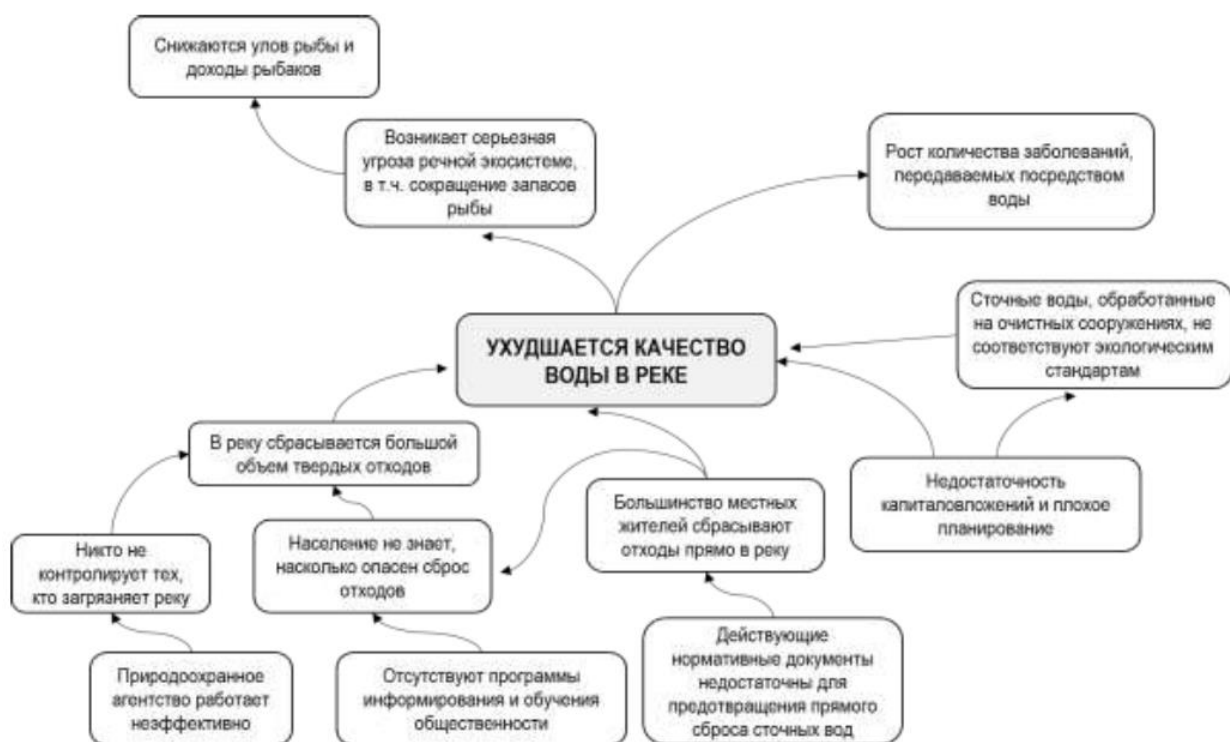 Снижаются улов рыбы и
доходы рыбаков
Возникает серьезная
угроза речной экосистеме,
в т.ч. сокращение запасов
рыбы
Рост количества заболеваний,
передаваемых посредством
воды
Сточные воды, обработанные
на очистных сооружениях, не
соответствуют экологическим
стандартам
УХУДШАЕТСЯ КАЧЕСТВО
ВОДЫ В РЕКЕ
В реку сбрасывается большой
объем твердых отходов
Недостаточность
капиталовложений и плохое
планирование
Большинство местных
жителей сбрасывают
отходы прямо в реку
Никто не
контролирует тех,
кто загрязняет реку
Население не знает,
насколько опасен сброс
отходов
Природоохранное
агентство работает
неэффективно
Отсутствуют программы
информирования и обучения
общественности
Действующие
нормативные документы
недостаточны для
предотвращения прямого
сброса сточных вод